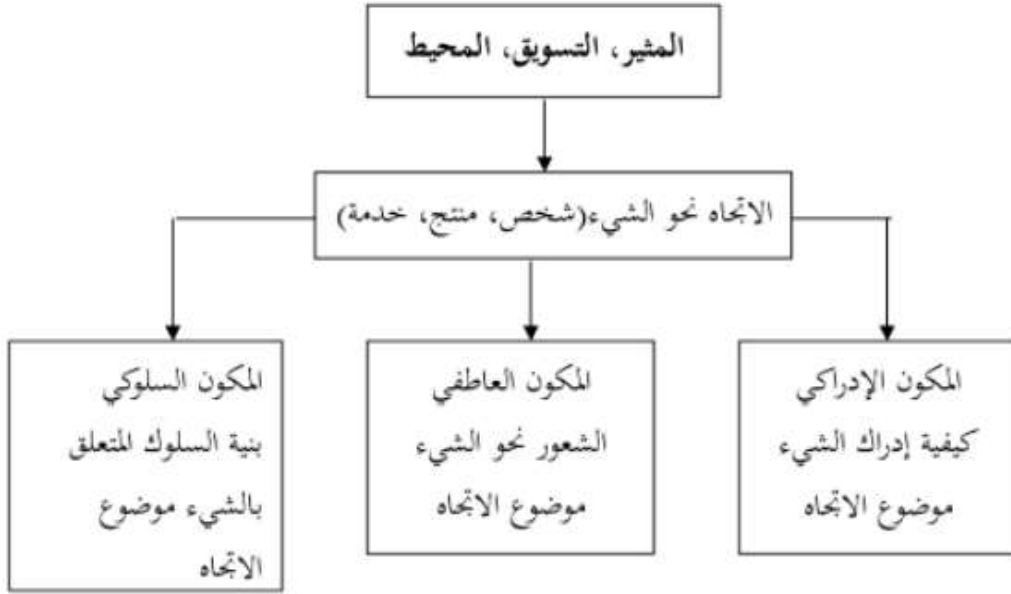 المثير، التسويق، المحيط
الاتجاه نحو الشيء(شخص، منتج، خدمة)
المكون الإدراكي
كيفية إدراك الشيء
موضوع الاتجاه
المكون العاطفي
الشعور نحو الشيء
موضوع الاتجاه
المكون السلوكي
بنية السلوك المتعلق
بالشيء موضوع
الاتجاه